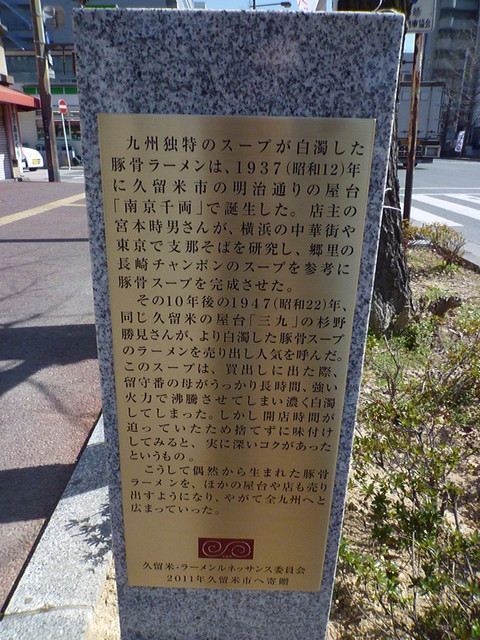 九州独特のスープが白濁した
豚骨ラーメンは、1937(昭和12)年
に久留米市の明治通りの屋台
「南京千両」で誕生した。店主の
宮本時男さんが、横浜の中華街や
東京で支那そばを研究し、郷里の
長崎チャンポンのスープを参考に
豚骨スープを完成させた。
その10年後の1947(昭和22)年、
同じ久留米の屋台「三九」の杉野
勝見さんが、より白濁した豚骨スープ
のラーメンを売り出し人気を呼んだ。
このスープは、買出しに出た際、
留守番の母がうっかり長時間、強い
火力で沸騰させてしまい濃く白濁
してしまった。しかし開店時間が
迫っていたため捨てずに味付け
してみると、実に深いコクがあった
というもの。
こうして偶然から生まれた豚骨
ラーメンを、ほかの屋台や店も売り
出すようになり、やがて全九州へと
広まっていった。
久留米・ラーメンルネッサンス委員会
2011年久留米市へ寄贈